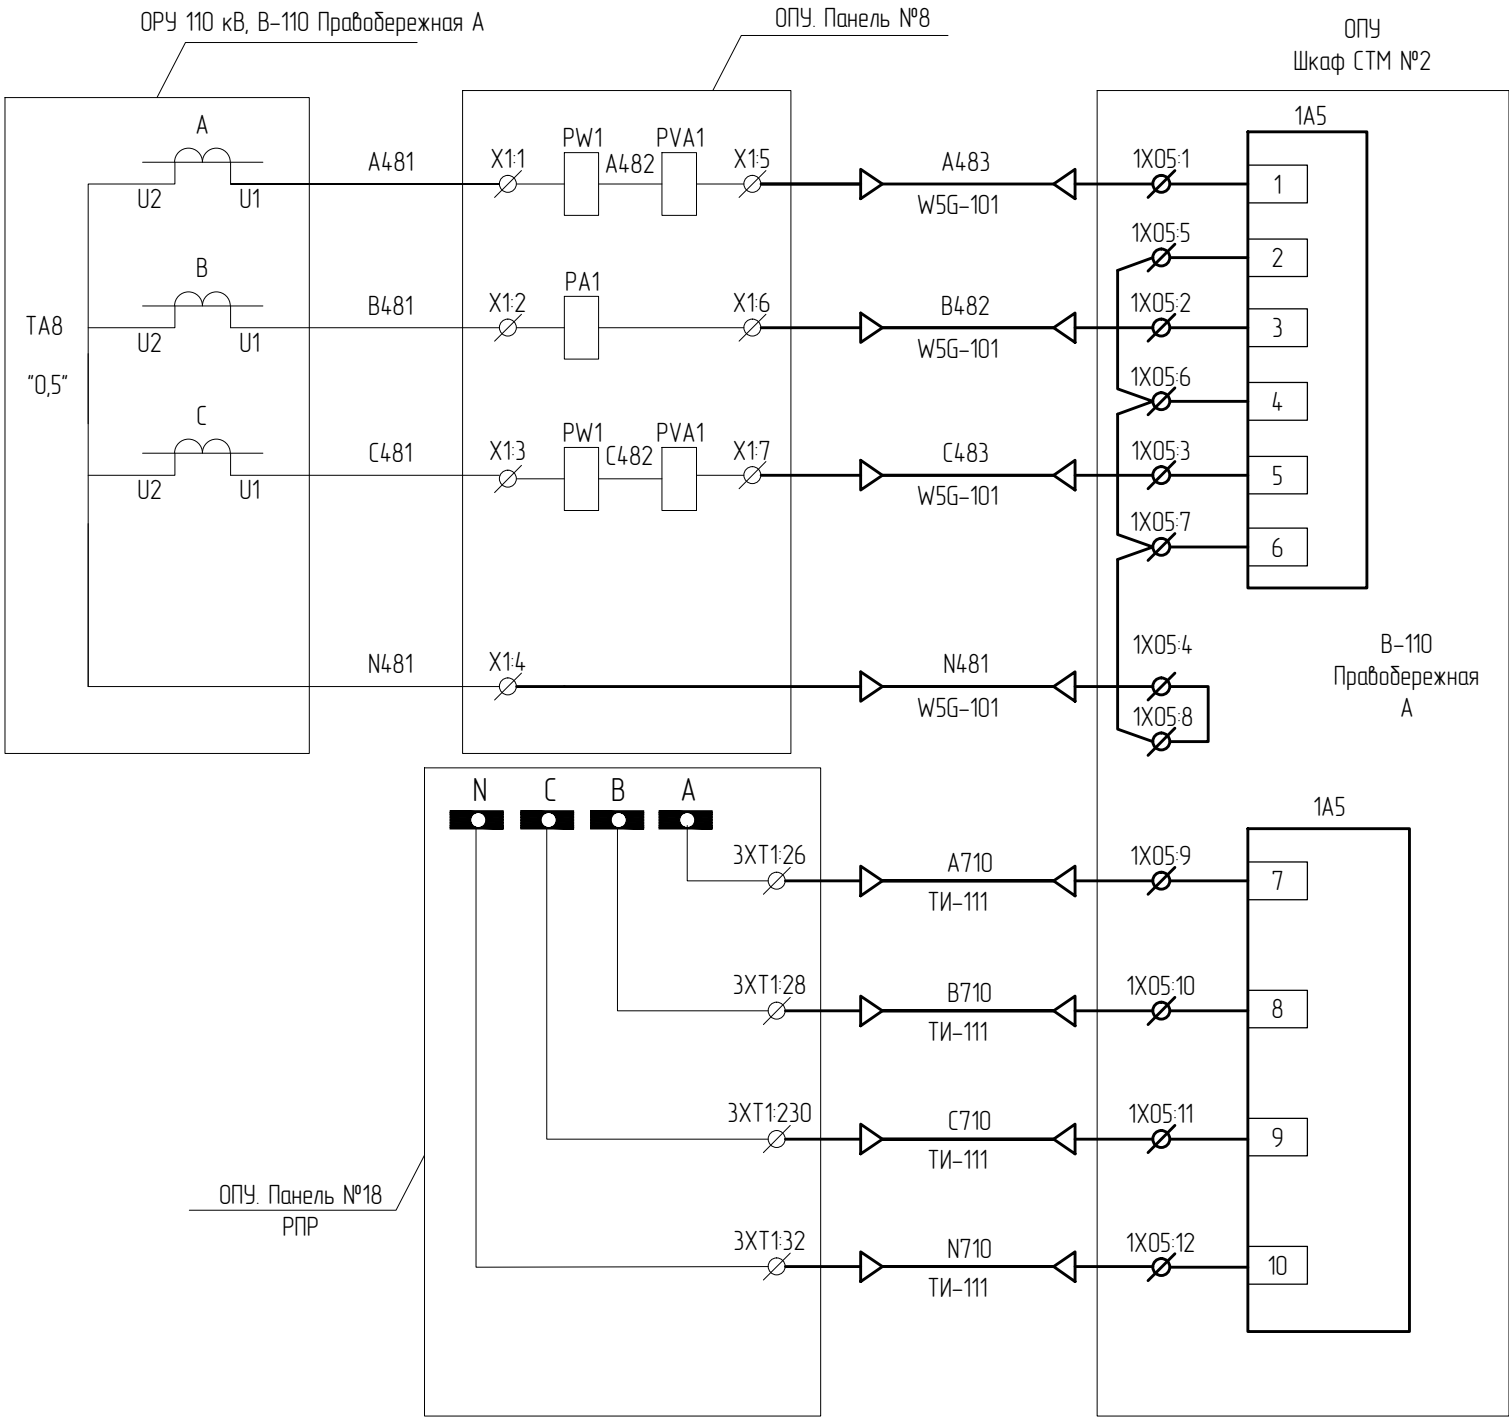 ОРУ 110 кВ, В-110 Правобережная А
ОПУ. Панель №8
ОПУ
Шкаф СТМ №2
A
U2 U1
A481
X1:1
PW1
A482
PVA1
X1:5
A483
W5G-101
1X05:1
1A5
1
1X05:5
2
TA8
"0,5"
B
U2 U1
B481
X1:2
PA1
X1:6
B482
W5G-101
1X05:2
3
1X05:6
4
C
U2 U1
C481
X1:3
PW1
C482
PVA1
X1:7
C483
W5G-101
1X05:3
5
1X05:7
6
N481
X1:4
N481
W5G-101
1X05:4
1X05:8
В-110
Правобережная
А
N C B A
1A5
3XT1:26
A710
ТИ-111
1X05:9
7
3XT1:28
B710
ТИ-111
1X05:10
8
3XT1:230
C710
ТИ-111
1X05:11
9
ОПУ. Панель №18
РПР
3XT1:32
N710
ТИ-111
1X05:12
10